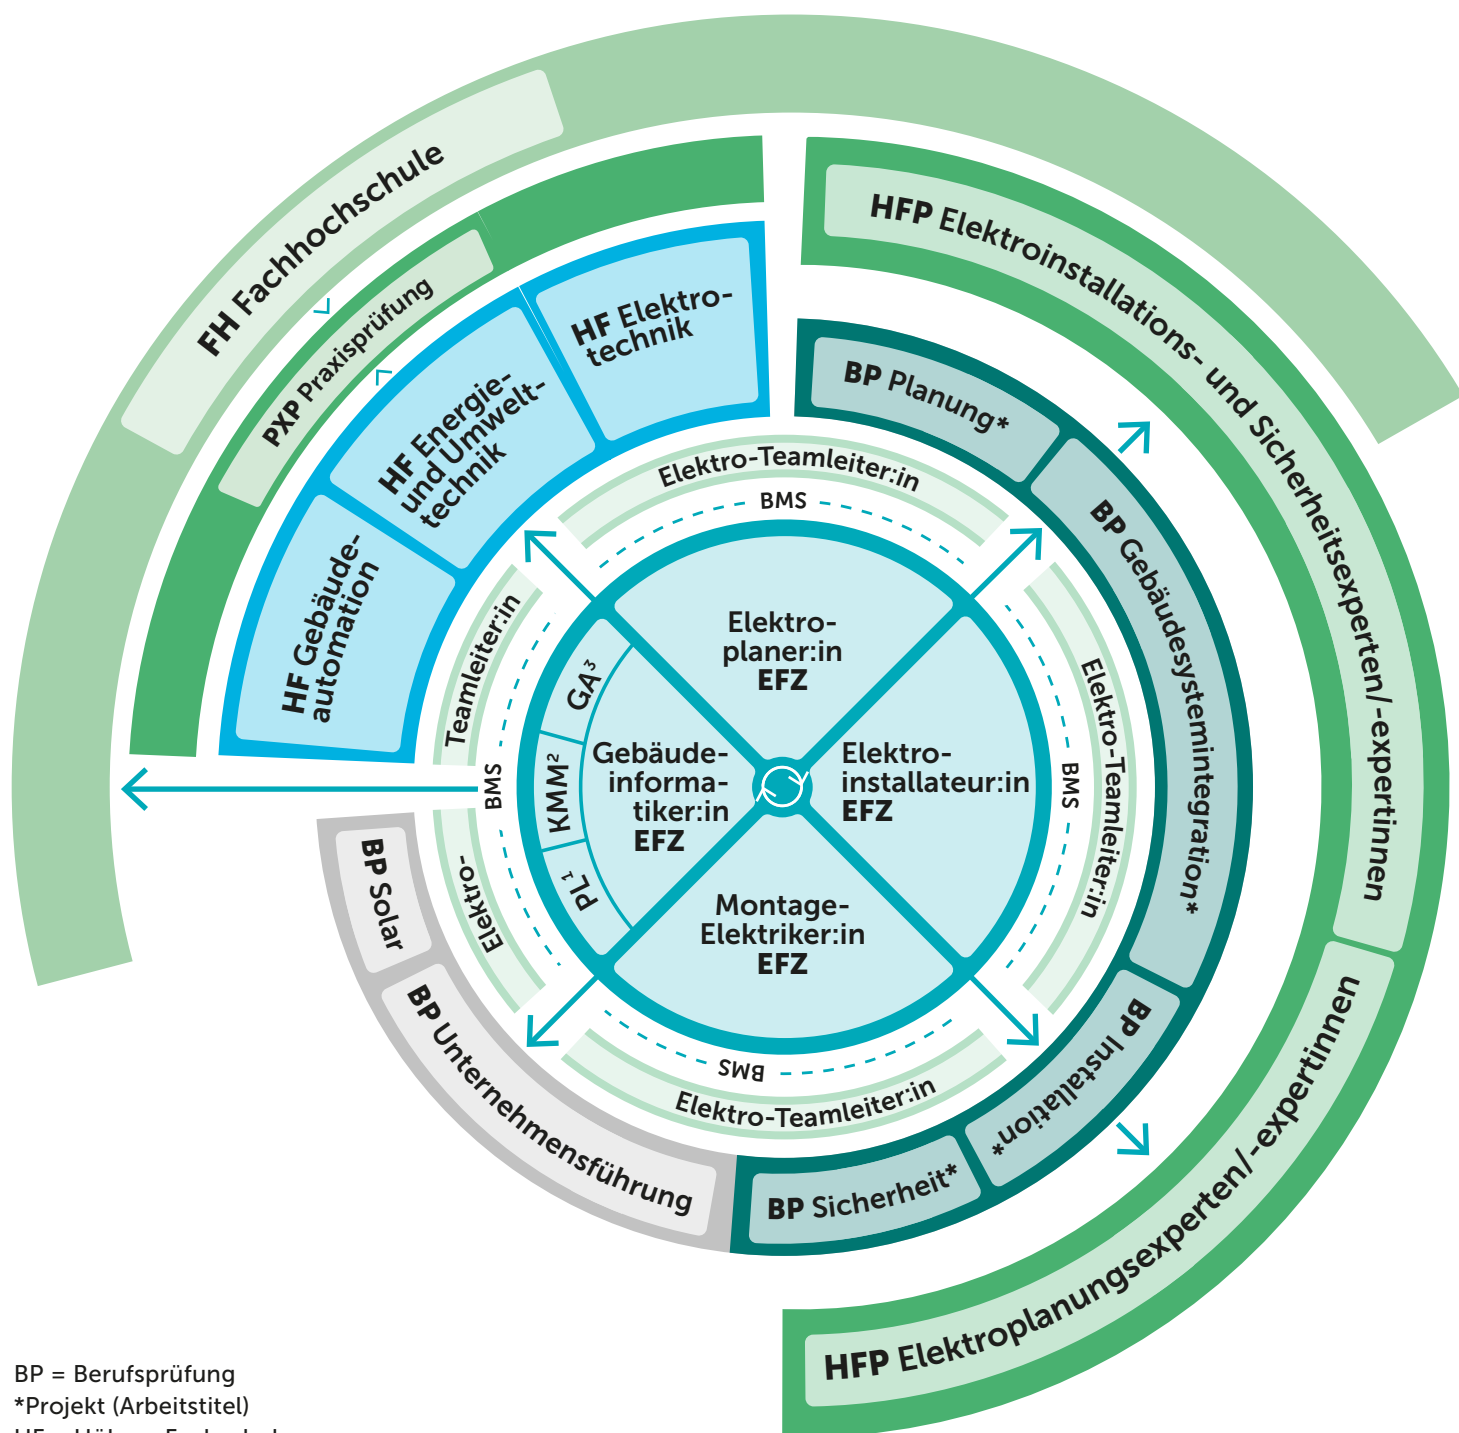 FH Fachhochschule
PXP Praxisprüfung
HF Elektro-
technik
HF Energie-
und Umwelt-
technik
HF Gebäude-
automation
HFP Elektroinstallations- und Sicherheitsexperten/-expertinnen
HFP Elektroplanungsexperten/-expertinnen
BP Planung*
BP Gebäudesystemintegration*
BP Installation*
BP Sicherheit*
BP Unternehmensführung
BP Solar
Elektro-Teamleiter:in
BMS
Elektro-Teamleiter:in
BMS
Elektro-Teamleiter:in
BMS
Elektro-
Teamleiter:in
BMS
Elektro-
planer:in
EFZ
Elektro-
installateur:in
EFZ
Montage-
Elektriker:in
EFZ
Gebäude-
informa-
tiker:in
EFZ
GA³
KMM²
PL¹
BP = Berufsprüfung
*Projekt (Arbeitstitel)